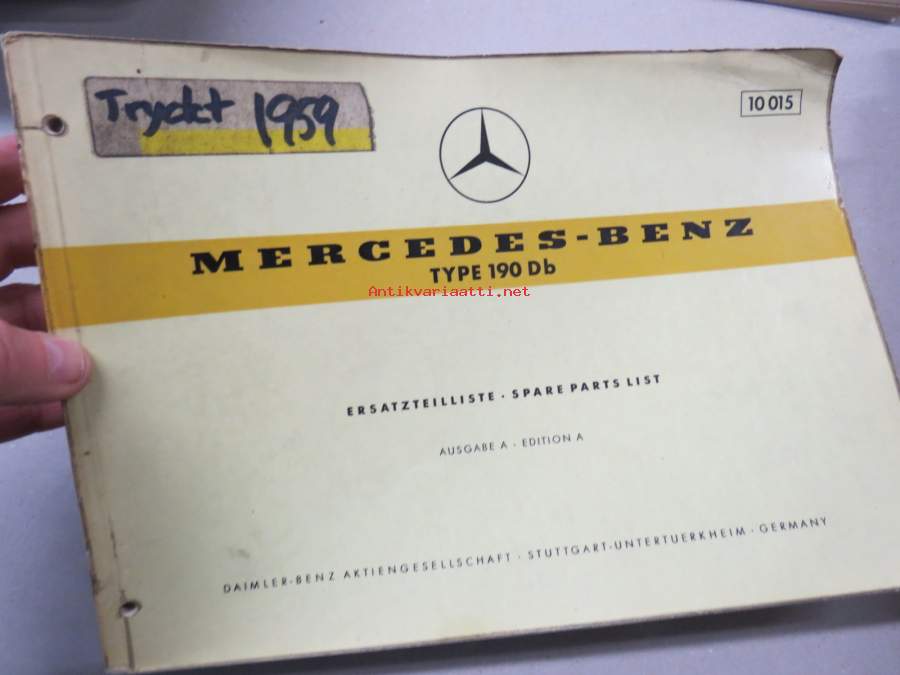 Tryckt 1959
10 015
MERCEDES-BENZ
TYPE 190 Db
Antikvariaatti.net
ERSATZTEILLISTE · SPARE PARTS LIST
AUSGABE A · EDITION A
DAIMLER-BENZ AKTIENGESELLSCHAFT · STUTTGART-UNTERTUERKHEIM · GERMANY